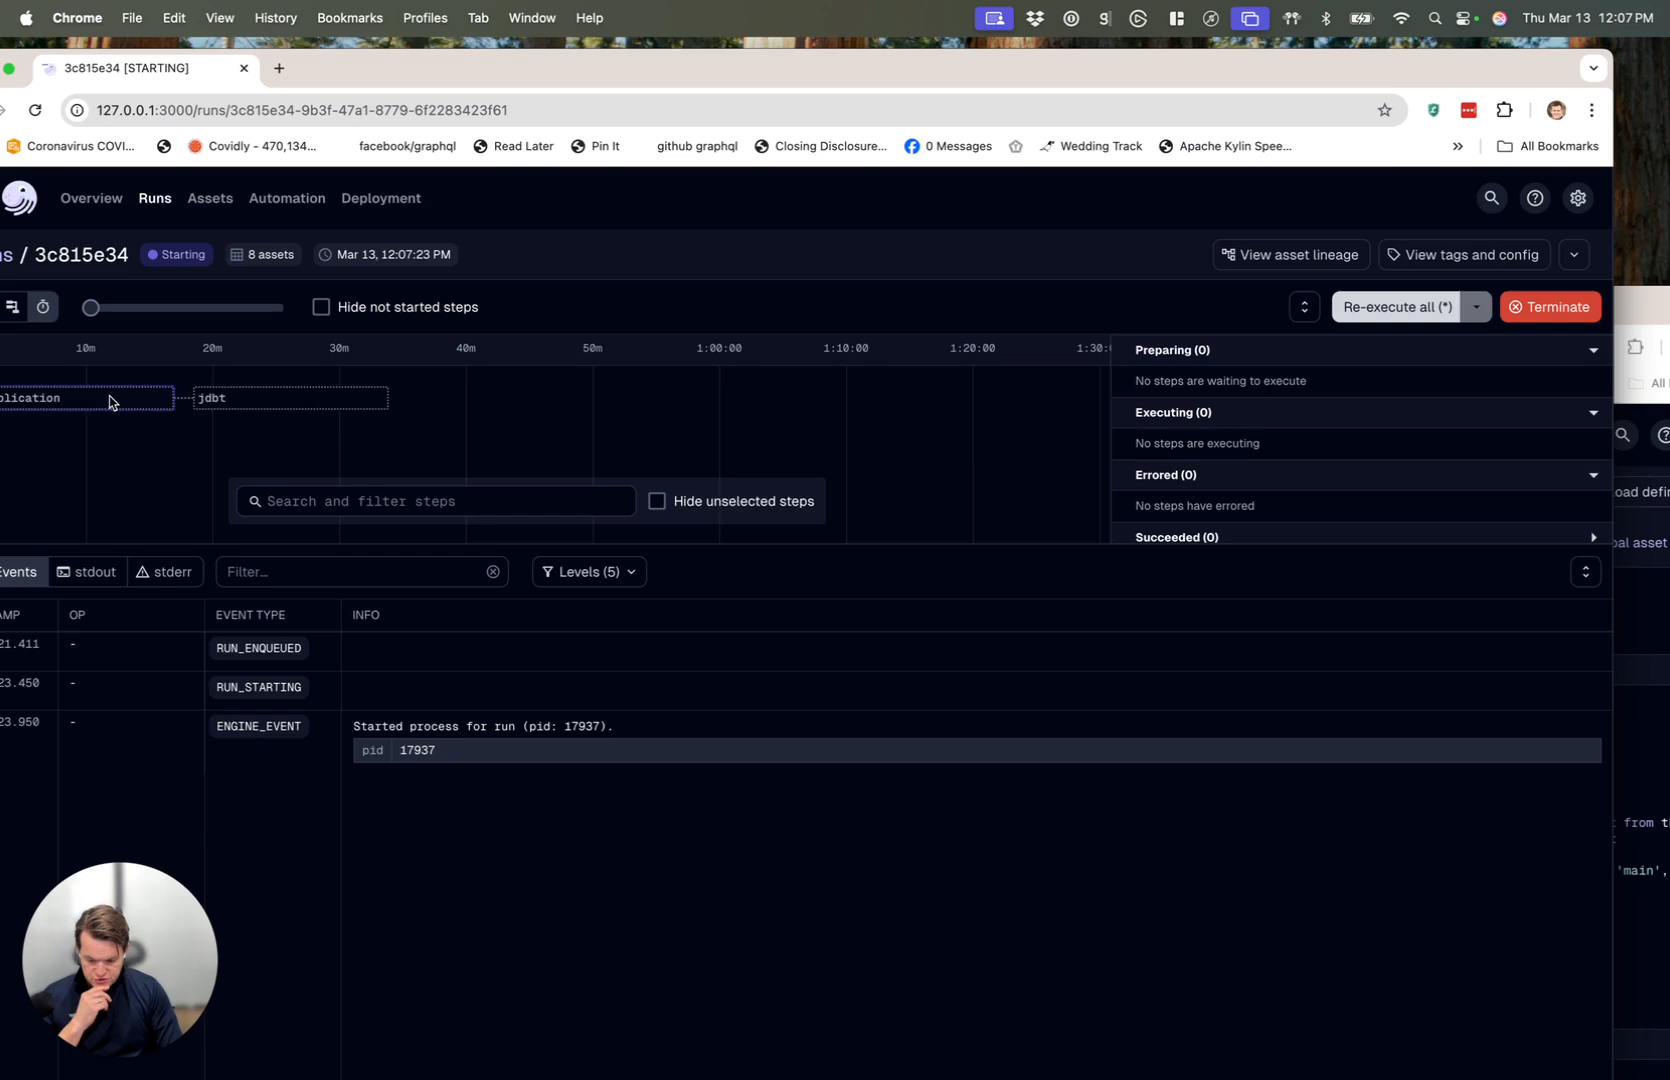 Chrome File Edit View History Bookmarks Profiles Tab Window Help Thu Mar 13 12:07 PM
3c815e34 [STARTING]
127.0.0.1:3000/runs/3c815e34-9b3f-47a1-8779-6f2283423f61
Coronavirus COVI... Covidly - 470,134... facebook/graphql Read Later Pin It github graphql Closing Disclosure... 0 Messages Wedding Track Apache Kylin Spee... » All Bookmarks
Overview Runs Assets Automation Deployment
ns / 3c815e34 Starting 8 assets Mar 13, 12:07:23 PM View asset lineage View tags and config
Hide not started steps Re-execute all (*) Terminate
10m 20m 30m 40m 50m 1:00:00 1:10:00 1:20:00 1:30:0
Preparing (0)
No steps are waiting to execute
plication jdbt
Executing (0)
No steps are executing
Errored (0)
No steps have errored
Search and filter steps Hide unselected steps
Succeeded (0)
Events stdout stderr Filter... Levels (5)
AMP OP EVENT TYPE INFO
21.411 - RUN_ENQUEUED
23.450 - RUN_STARTING
23.950 - ENGINE_EVENT Started process for run (pid: 17937).
pid 17937
All
oad defi
bal asset
t from th
'main',